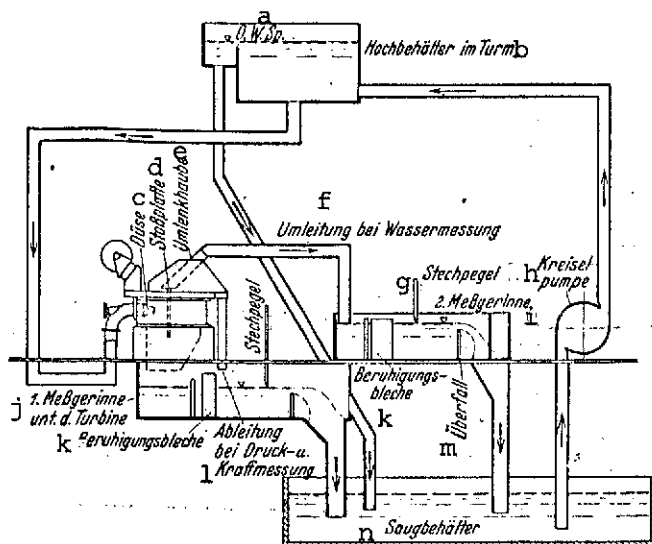 a
O.W.Sp.
Hochbehälter im Turm b
c
Düse
d
Stoßplatte
e
Umlenkhaube
f
Umleitung bei Wassermessung
g
Stechpegel
2. Meßgerinne
h
Kreisel
pumpe
Stechpegel
j
1. Meßgerinne
unt. d. Turbine
k
Beruhigungsbleche
l
Ableitung
bei Druck-u.
Kraftmessung
Beruhigungs-
bleche
k
m
Überfall
n
Saugbehälter